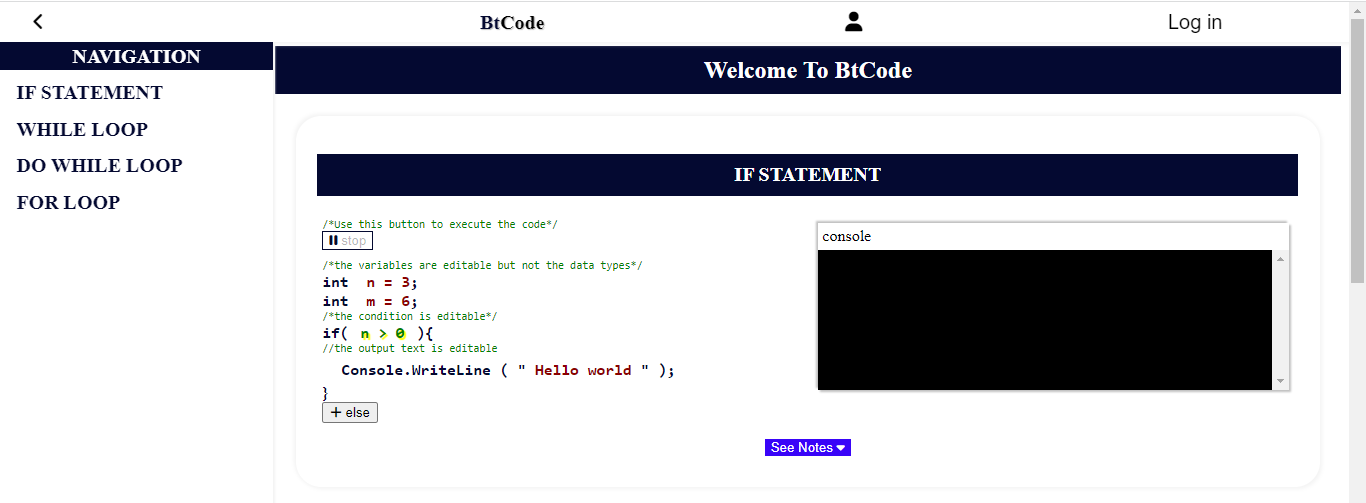 BtCode
Log in
NAVIGATION
IF STATEMENT
WHILE LOOP
DO WHILE LOOP
FOR LOOP
Welcome To BtCode
IF STATEMENT
/*Use this button to execute the code*/
stop
/*the variables are editable but not the data types*/
int n = 3;
int m = 6;
/*the condition is editable*/
if( n > 0 ){
//the output text is editable
Console.WriteLine ( " Hello world " );
}
+ else
console
See Notes